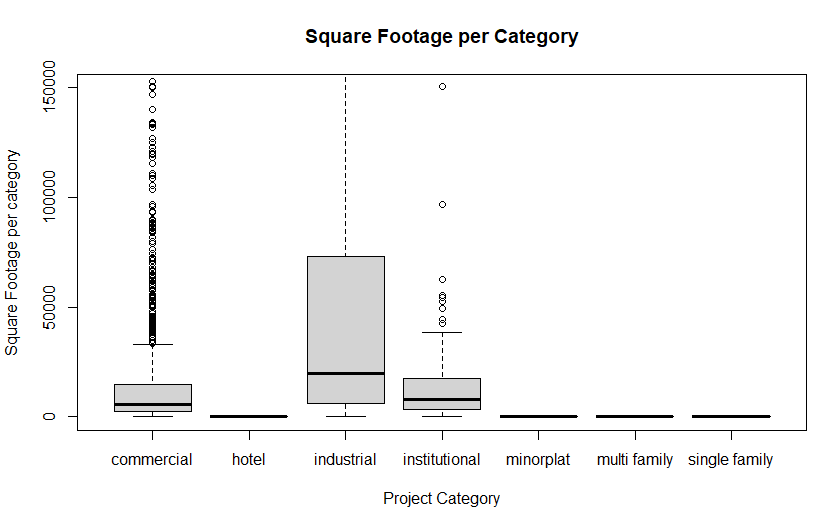 Square Footage per Category
Square Footage per category
150000
100000
50000
0
commercial hotel industrial institutional minorplat multi family single family
Project Category